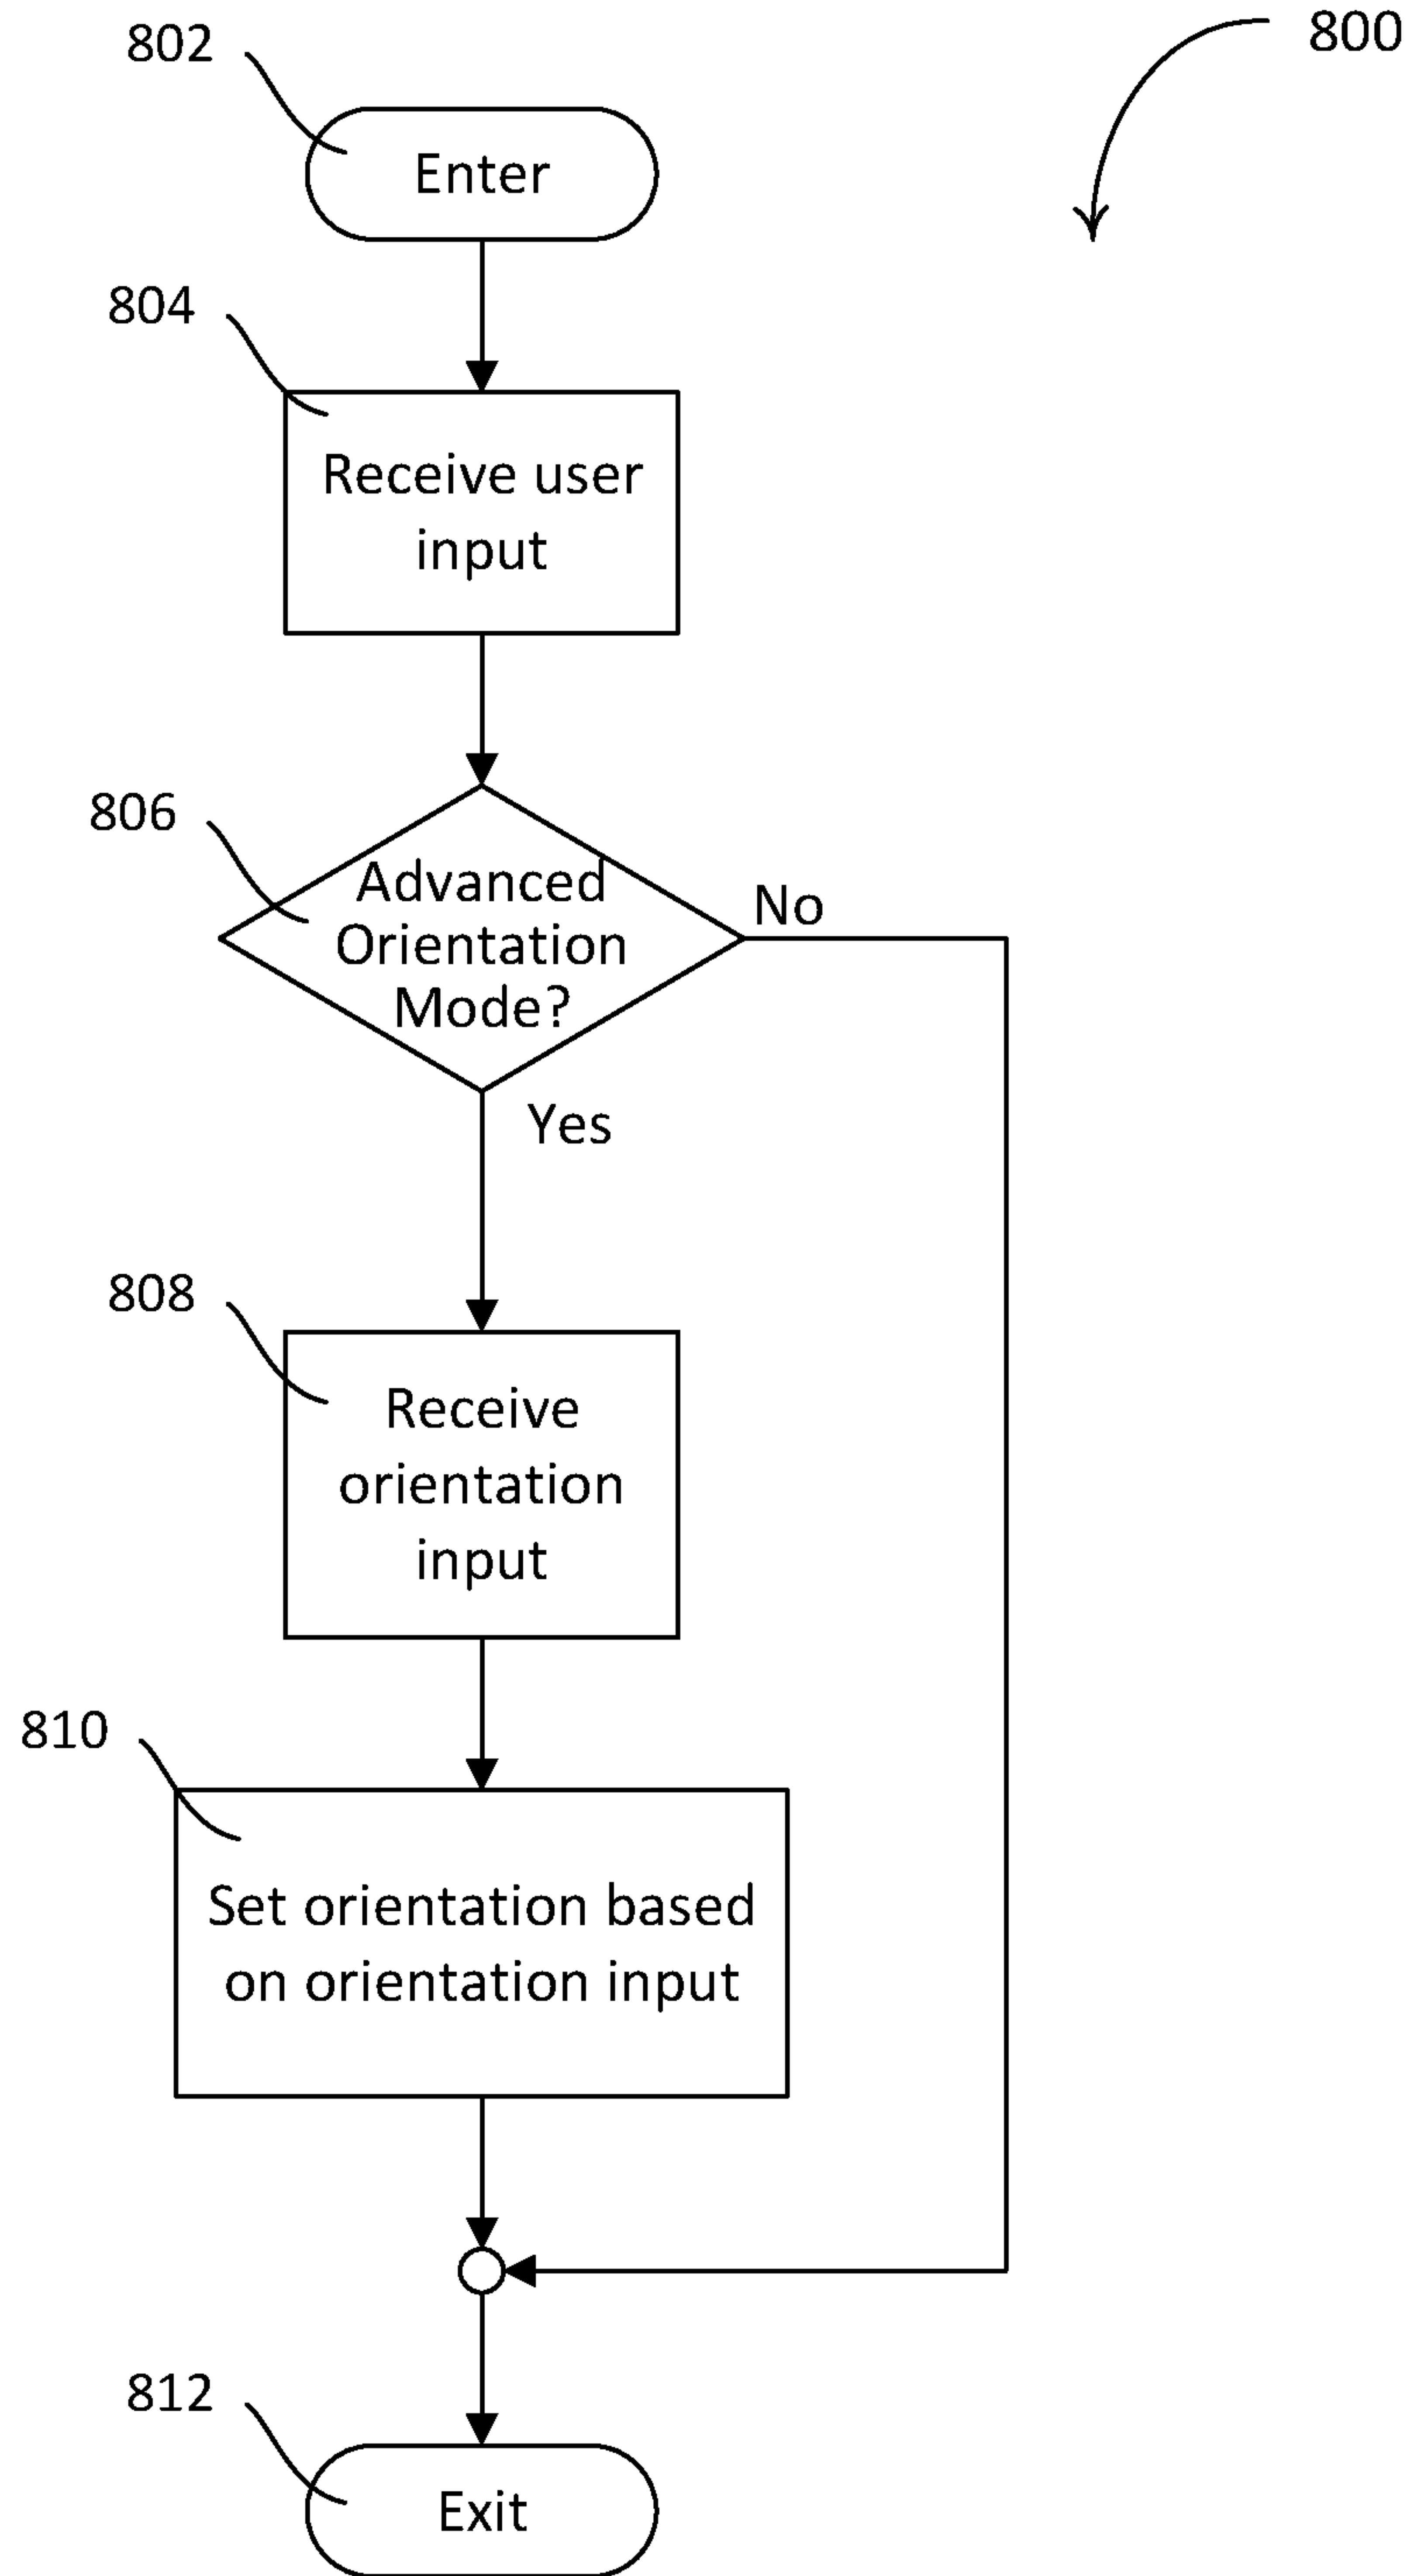 802
800
Enter
804
Receive user
input
806
Advanced
Orientation
Mode?
No
Yes
808
Receive
orientation
input
810
Set orientation based
on orientation input
812
Exit